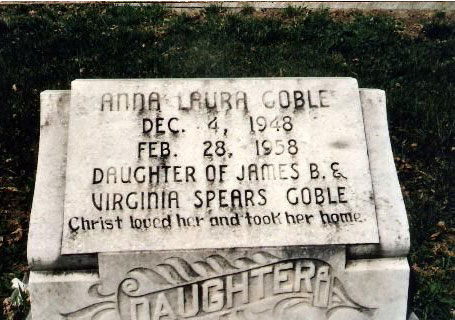 ANNA LAURA GOBLE
DEC. 4, 1948
FEB. 28, 1958
DAUGHTER OF JAMES B. &
VIRGINIA SPEARS GOBLE
Christ loved her and took her home.
DAUGHTER